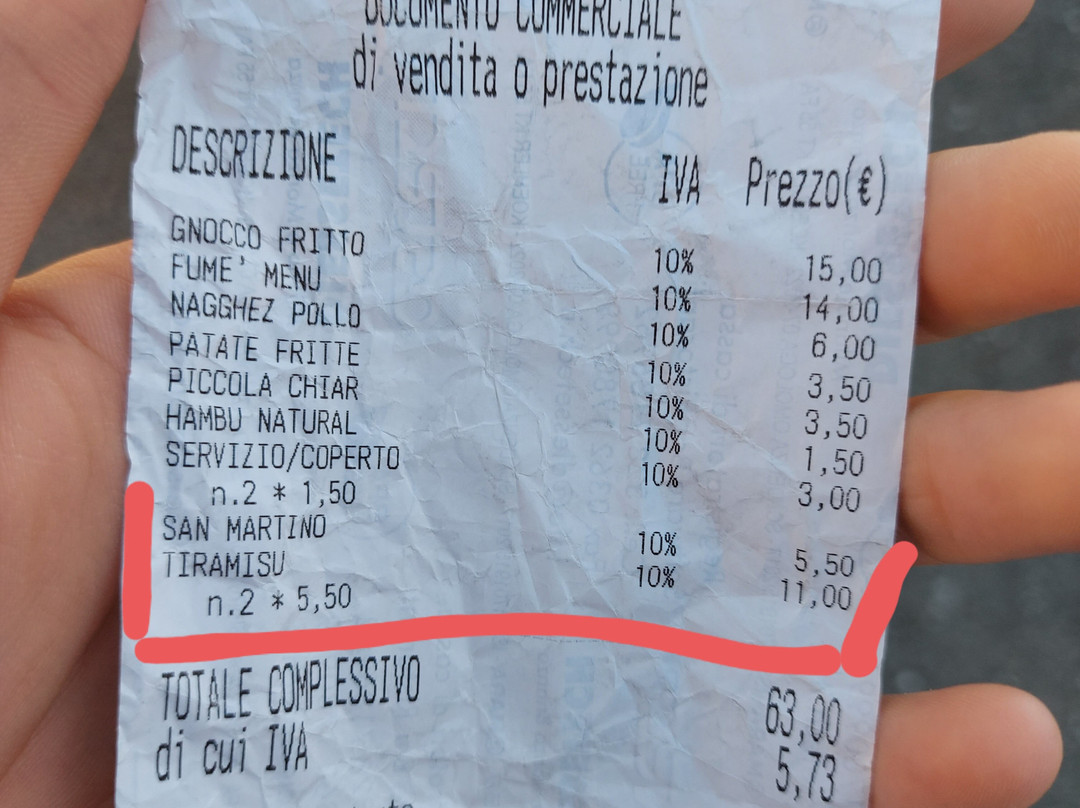 DOCUMENTO COMMERCIALE
di vendita o prestazione
DESCRIZIONE IVA Prezzo(€)
GNOCCO FRITTO 10% 15,00
FUME' MENU 10% 14,00
NAGGHEZ POLLO 10% 6,00
PATATE FRITTE 10% 3,50
PICCOLA CHIAR 10% 3,50
HAMBU NATURAL 10% 1,50
SERVIZIO/COPERTO 10% 3,00
n.2 * 1,50
SAN MARTINO 10% 5,50
TIRAMISU 10% 11,00
n.2 * 5,50
TOTALE COMPLESSIVO 63,00
di cui IVA 5,73